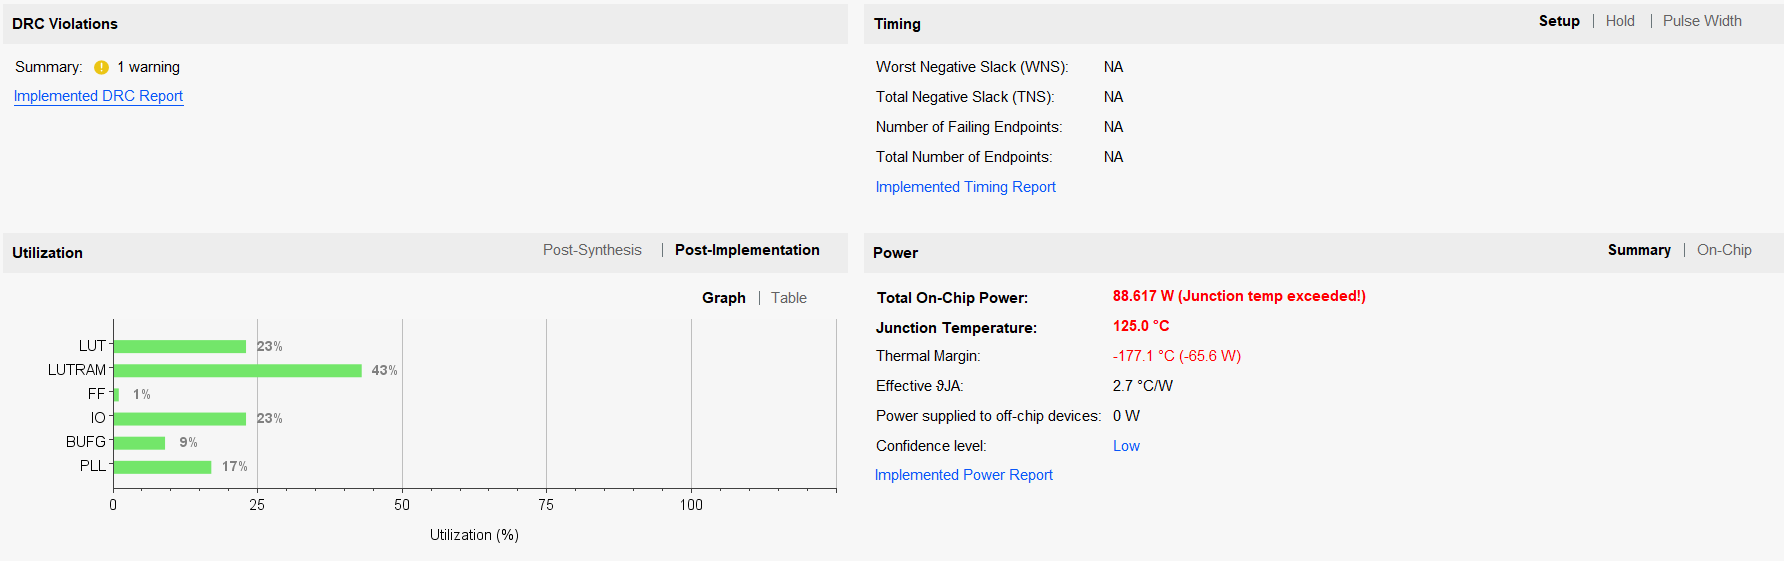 DRC Violations
Summary: 1 warning
Implemented DRC Report
Timing
Setup | Hold | Pulse Width
Worst Negative Slack (WNS): NA
Total Negative Slack (TNS): NA
Number of Failing Endpoints: NA
Total Number of Endpoints: NA
Implemented Timing Report
Utilization
Post-Synthesis | Post-Implementation
Graph | Table
LUT 23%
LUTRAM 43%
FF 1%
IO 23%
BUFG 9%
PLL 17%
0 25 50 75 100
Utilization (%)
Power
Summary | On-Chip
Total On-Chip Power: 88.617 W (Junction temp exceeded!)
Junction Temperature: 125.0 °C
Thermal Margin: -177.1 °C (-65.6 W)
Effective ϑJA: 2.7 °C/W
Power supplied to off-chip devices: 0 W
Confidence level: Low
Implemented Power Report